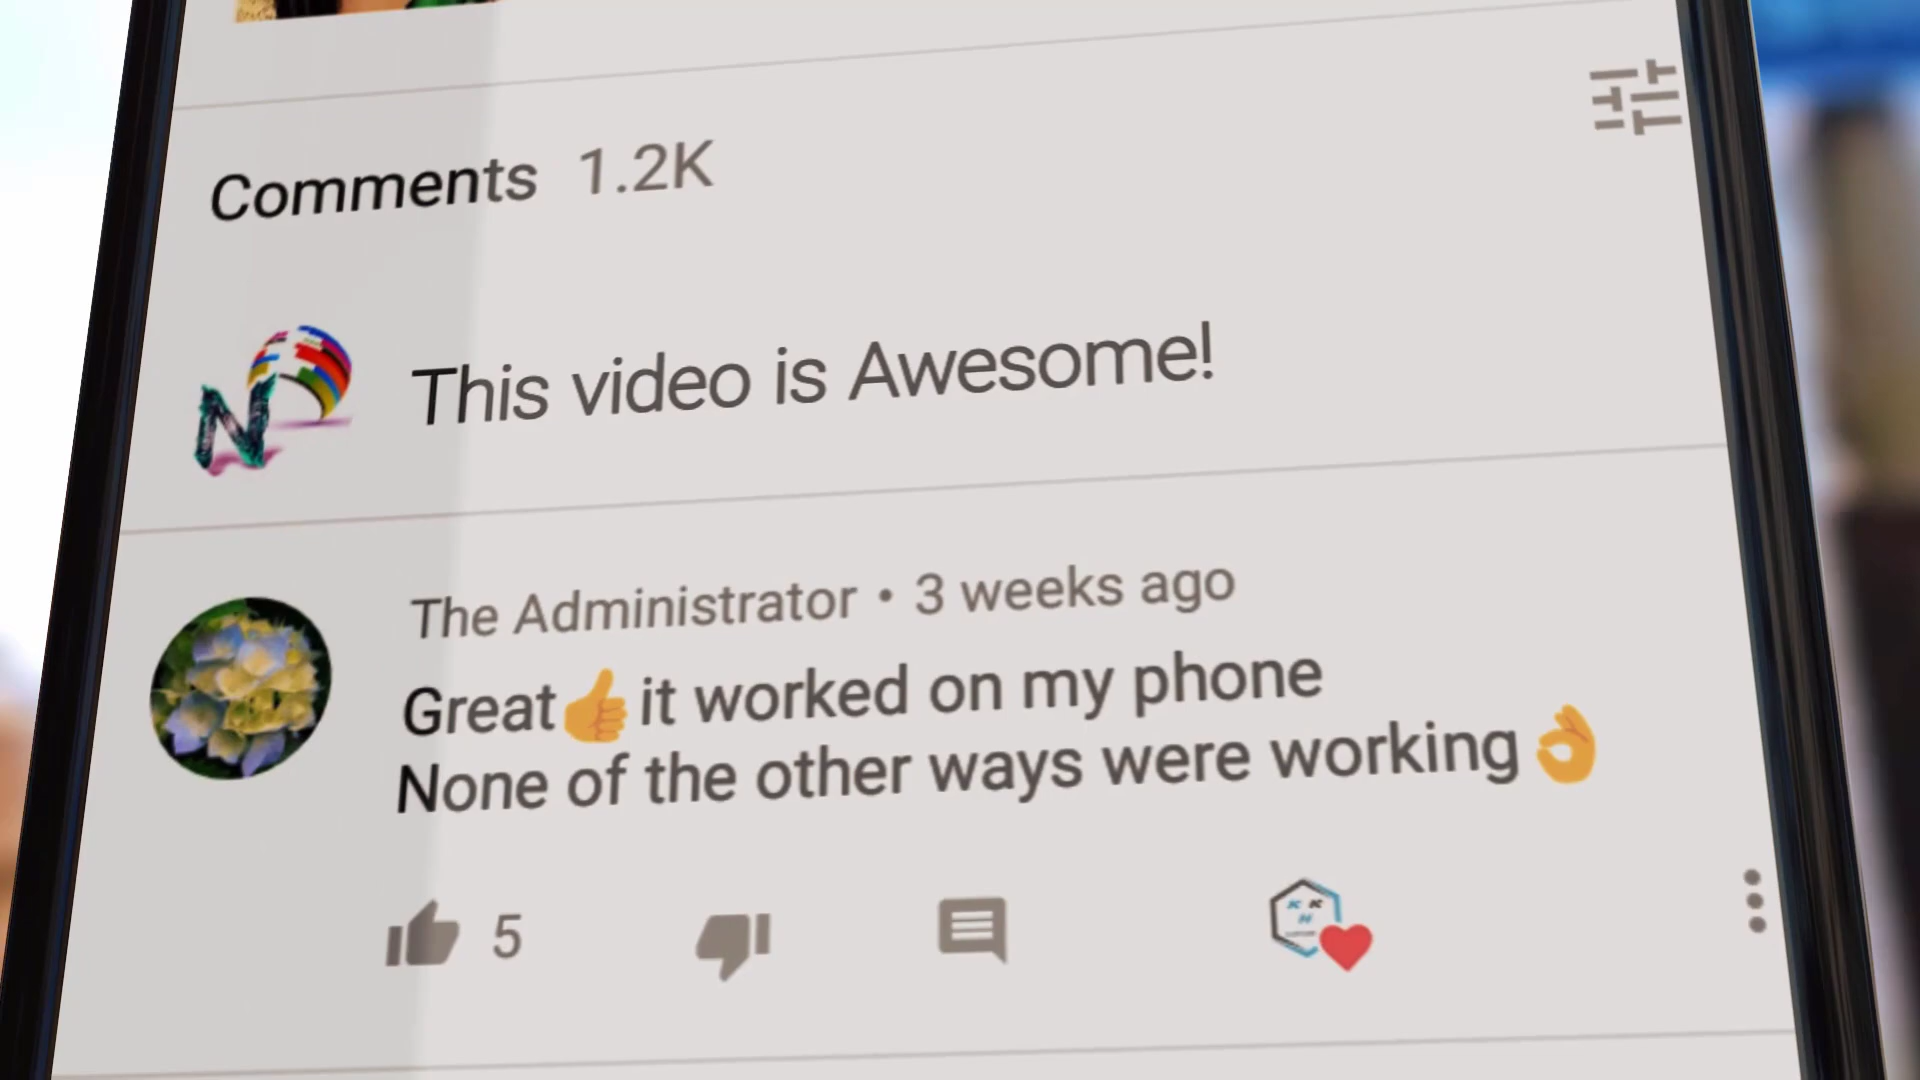 Comments 1.2K
This video is Awesome!
The Administrator • 3 weeks ago
Great👍it worked on my phone
None of the other ways were working👌
5
K K
H